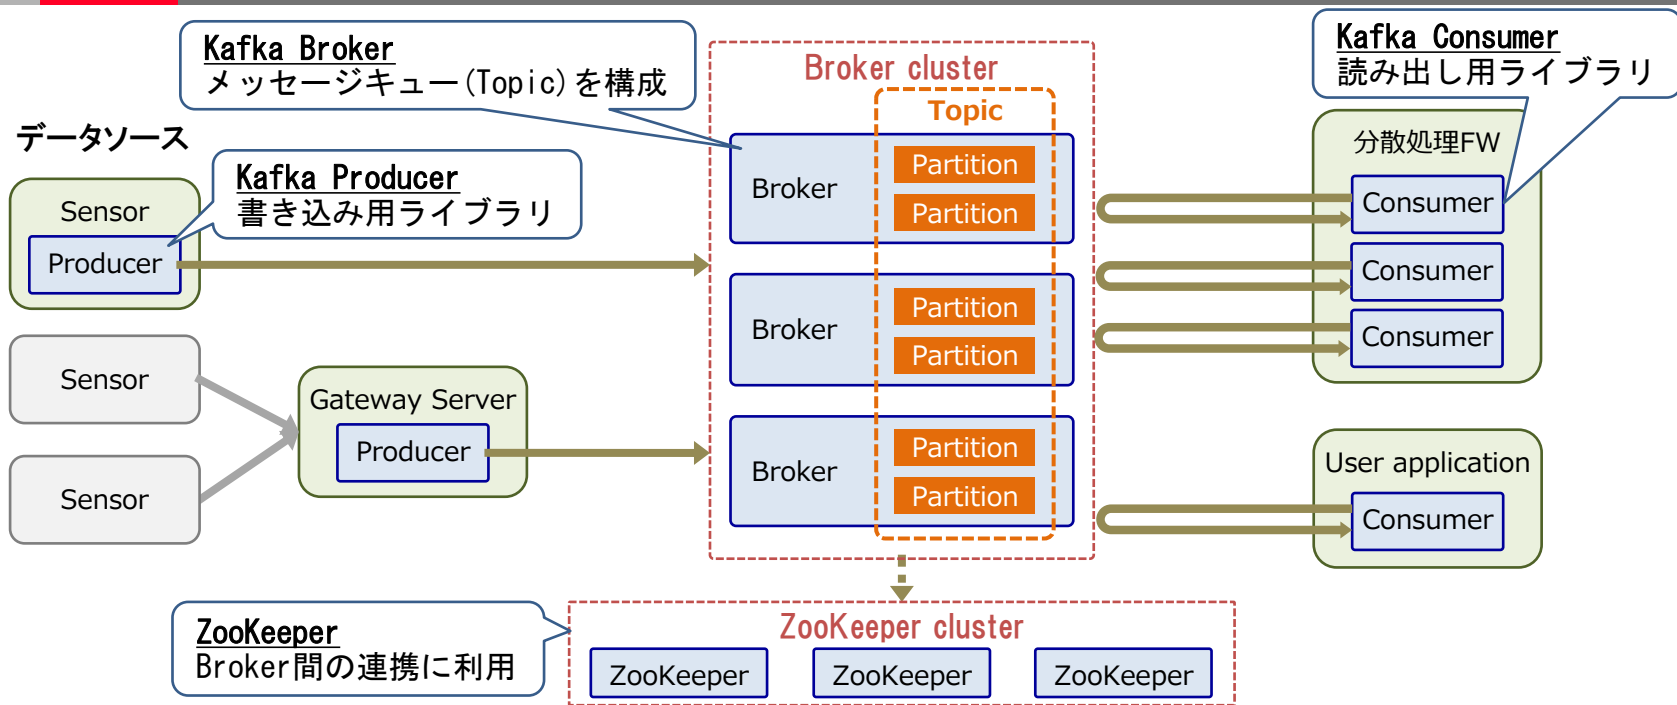 Kafka Broker
メッセージキュー(Topic)を構成
Broker cluster
Kafka Consumer
読み出し用ライブラリ
データソース
Kafka Producer
書き込み用ライブラリ
Sensor
Producer
Sensor
Sensor
Gateway Server
Producer
Topic
Broker
Partition
Partition
Broker
Partition
Partition
Broker
Partition
Partition
分散処理FW
Consumer
Consumer
Consumer
User application
Consumer
ZooKeeper
Broker間の連携に利用
ZooKeeper cluster
ZooKeeper
ZooKeeper
ZooKeeper